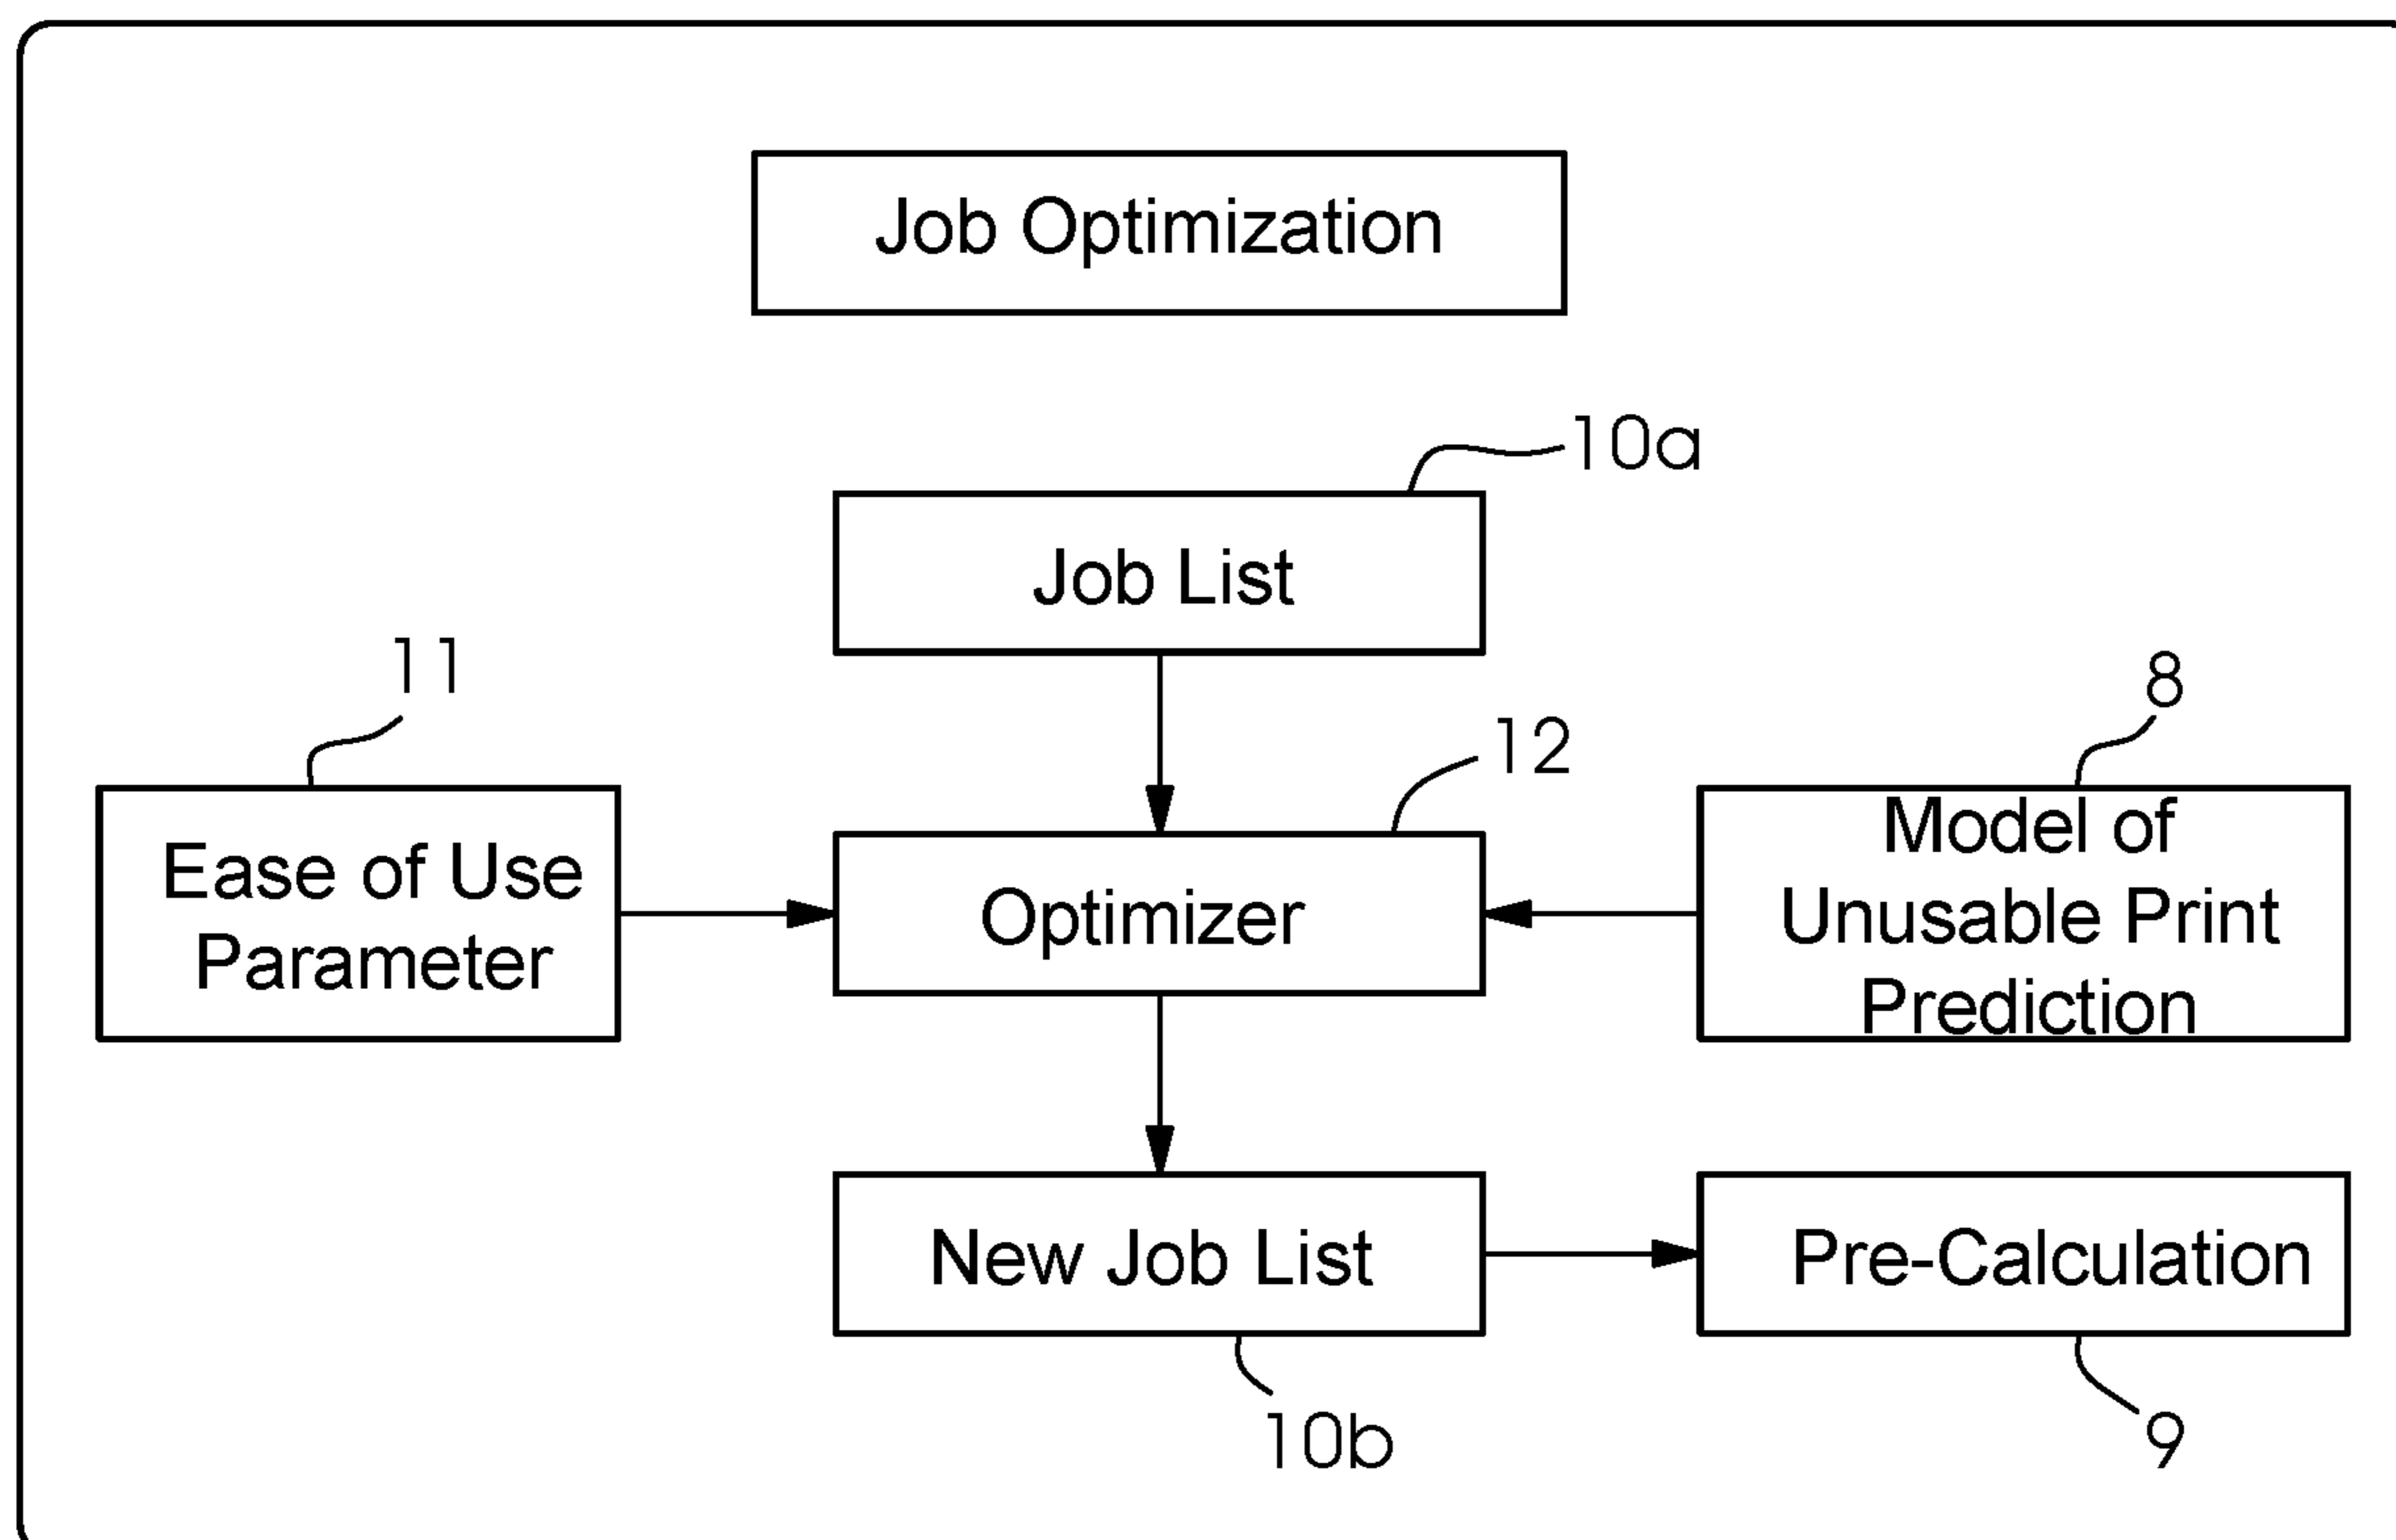 Job Optimization
10a
Job List
11
8
12
Ease of Use
Parameter
Optimizer
Model of
Unusable Print
Prediction
New Job List
Pre-Calculation
10b
9